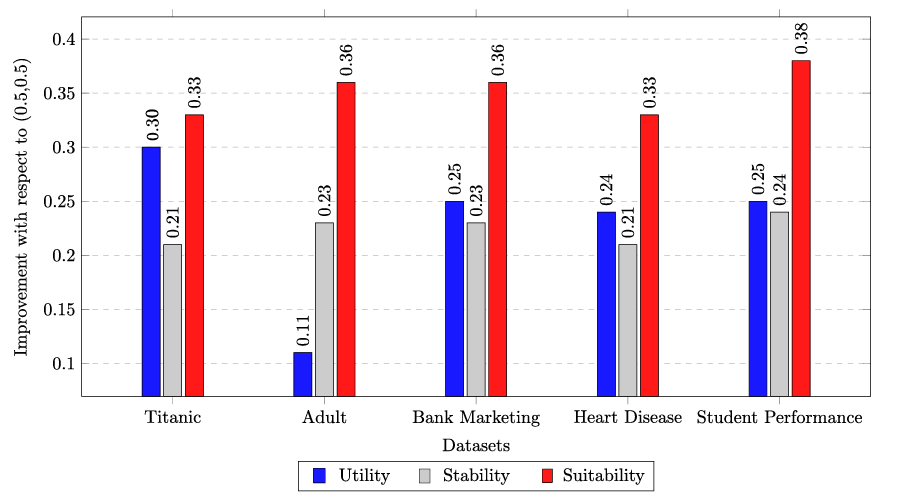 Improvement with respect to (0.5,0.5)
0.4
0.35
0.3
0.25
0.2
0.15
0.1
0.30
0.21
0.33
0.11
0.23
0.36
0.25
0.23
0.36
0.24
0.21
0.33
0.25
0.24
0.38
Titanic
Adult
Bank Marketing
Heart Disease
Student Performance
Datasets
Utility
Stability
Suitability